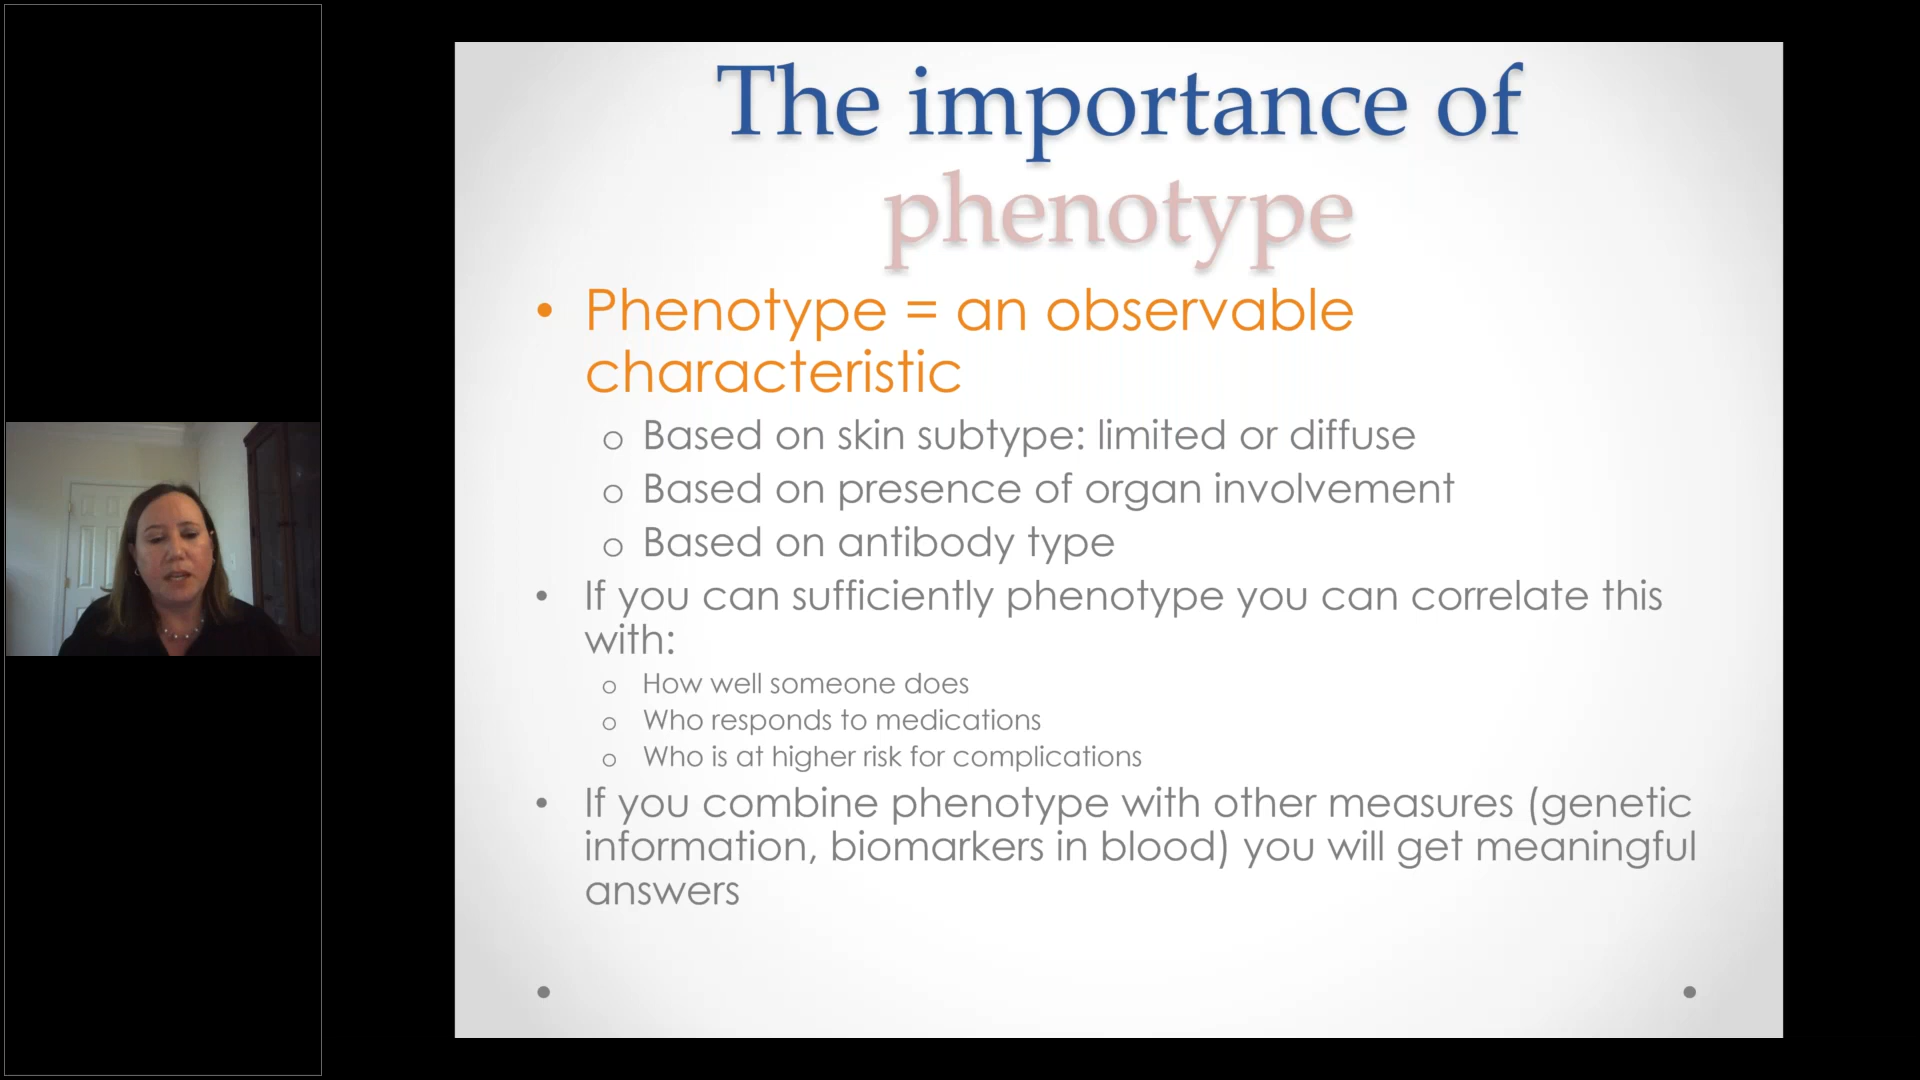 The importance of
phenotype
• Phenotype = an observable
characteristic
o Based on skin subtype: limited or diffuse
o Based on presence of organ involvement
o Based on antibody type
• If you can sufficiently phenotype you can correlate this
with:
o How well someone does
o Who responds to medications
o Who is at higher risk for complications
• If you combine phenotype with other measures (genetic
information, biomarkers in blood) you will get meaningful
answers